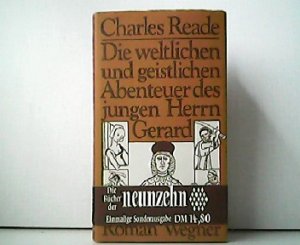 Charles Reade
Die weltlichen
und geistlichen
Abenteuer des
jungen Herrn
Gerard
Die
Bücher
der
neunzehn
Einmalige Sonderausgabe DM 14,80
Roman Wegner